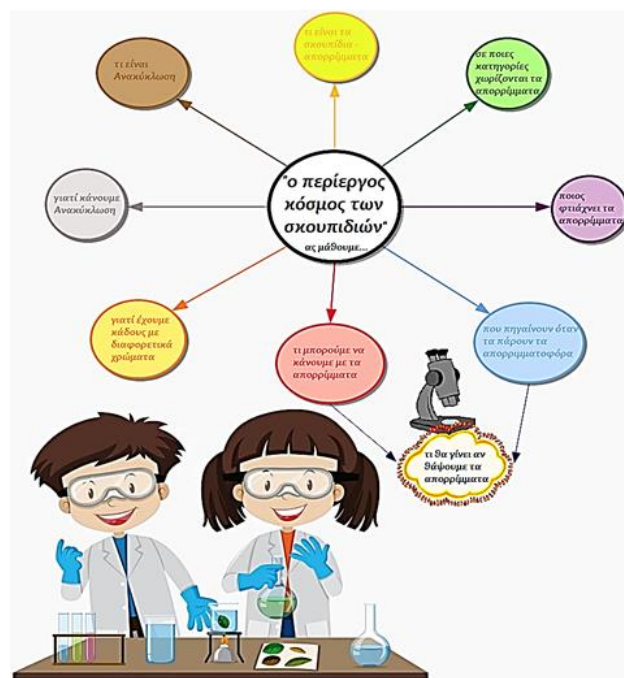 τι είναι
Ανακύκλωση
τι είναι τα
σκουπίδια -
απορρίμματα
σε ποιες
κατηγορίες
χωρίζονται τα
απορρίμματα
"ο περίεργος
κόσμος των
σκουπιδιών"
ας μάθουμε...
γιατί κάνουμε
Ανακύκλωση
ποιος
φτιάχνει τα
απορρίμματα
γιατί έχουμε
κάδους με
διαφορετικά
χρώματα
τι μπορούμε να
κάνουμε με τα
απορρίμματα
που πηγαίνουν όταν
τα πάρουν τα
απορριμματοφόρα
τι θα γίνει αν
θάψουμε τα
απορρίμματα